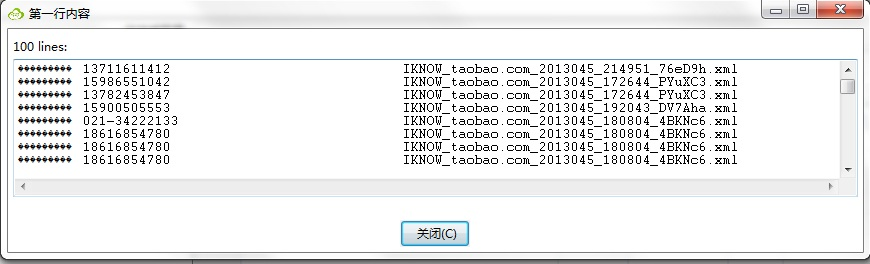 第一行内容
100 lines:
���������� 13711611412 IKNOW_taobao.com_2013045_214951_76eD9h.xml
���������� 15986551042 IKNOW_taobao.com_2013045_172644_PYuXC3.xml
���������� 13782453847 IKNOW_taobao.com_2013045_172644_PYuXC3.xml
���������� 15900505553 IKNOW_taobao.com_2013045_192043_DV7Aha.xml
���������� 021-34222133 IKNOW_taobao.com_2013045_180804_4BKNc6.xml
���������� 18616854780 IKNOW_taobao.com_2013045_180804_4BKNc6.xml
���������� 18616854780 IKNOW_taobao.com_2013045_180804_4BKNc6.xml
���������� 18616854780 IKNOW_taobao.com_2013045_180804_4BKNc6.xml
关闭(C)